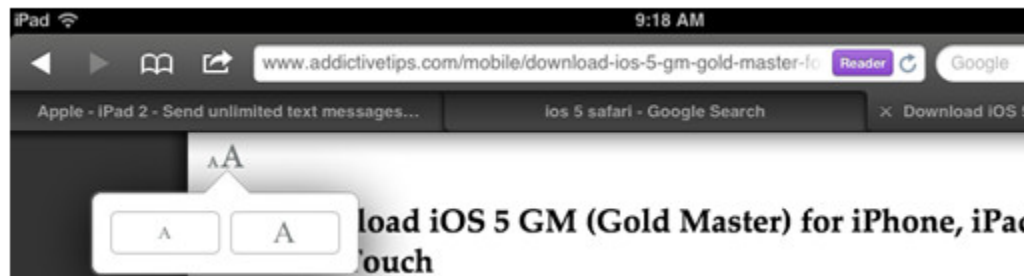 iPad 9:18 AM
www.addictivetips.com/mobile/download-ios-5-gm-gold-master-fo Reader Google
Apple - iPad 2 - Send unlimited text messages... ios 5 safari - Google Search × Download iOS
AA
load iOS 5 GM (Gold Master) for iPhone, iPad
A A
Touch